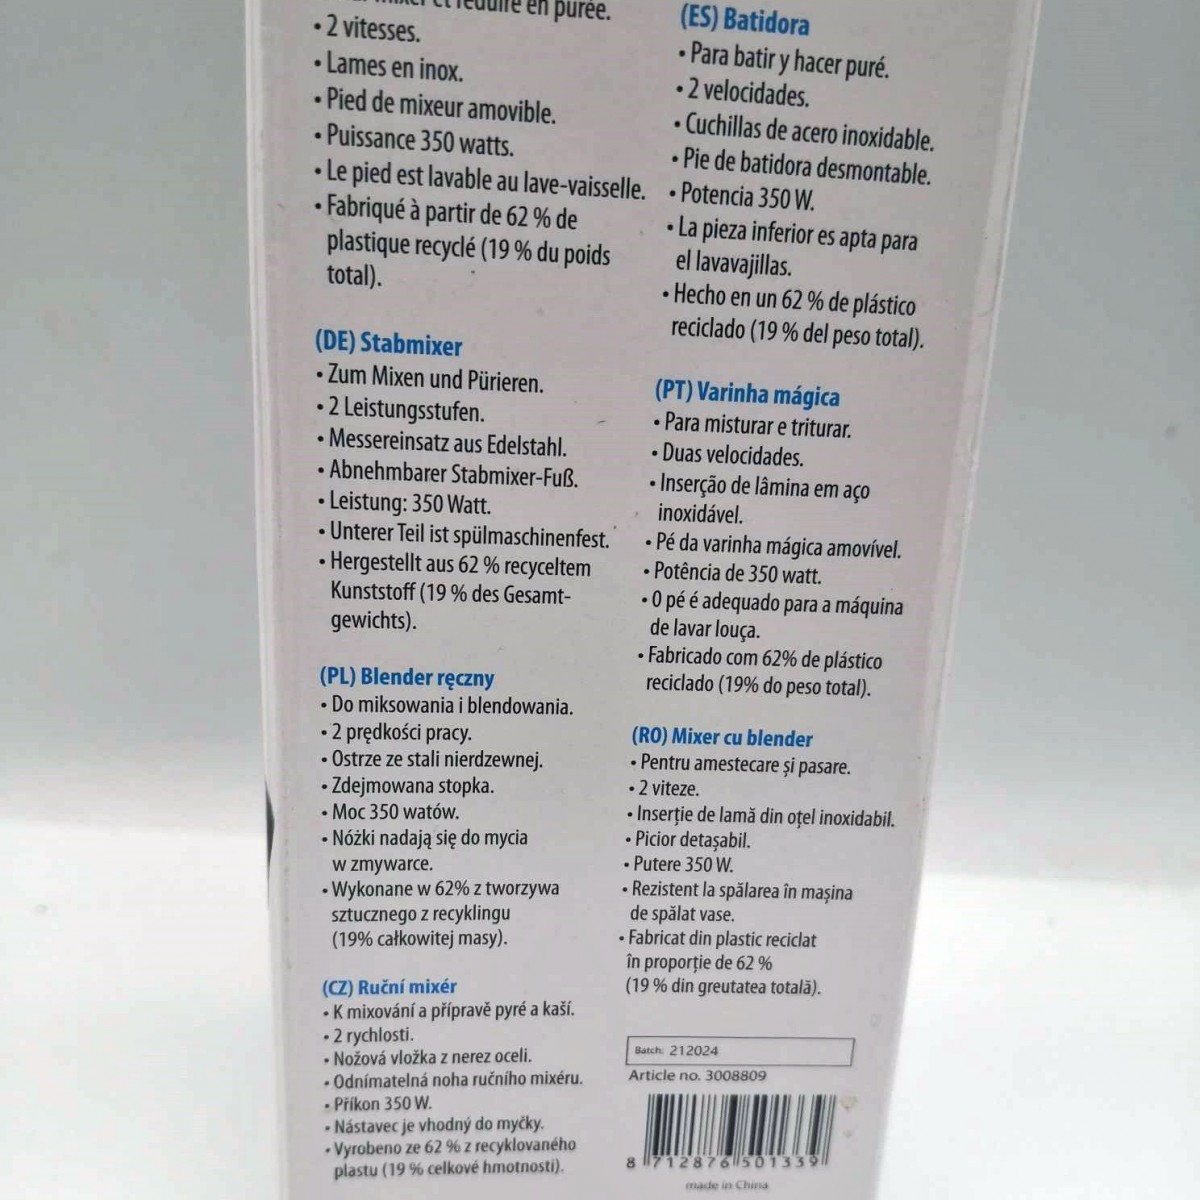 mixer et réduire en purée.
• 2 vitesses.
• Lames en inox.
• Pied de mixeur amovible.
• Puissance 350 watts.
• Le pied est lavable au lave-vaisselle.
• Fabriqué à partir de 62 % de
plastique recyclé (19 % du poids
total).
(DE) Stabmixer
• Zum Mixen und Pürieren.
• 2 Leistungsstufen.
• Messereinsatz aus Edelstahl.
• Abnehmbarer Stabmixer-Fuß.
• Leistung: 350 Watt.
• Unterer Teil ist spülmaschinenfest.
• Hergestellt aus 62 % recyceltem
Kunststoff (19 % des Gesamt-
gewichts).
(PL) Blender ręczny
• Do miksowania i blendowania.
• 2 prędkości pracy.
• Ostrze ze stali nierdzewnej.
• Zdejmowana stopka.
• Moc 350 watów.
• Nóżki nadają się do mycia
w zmywarce.
• Wykonane w 62% z tworzywa
sztucznego z recyklingu
(19% całkowitej masy).
(CZ) Ruční mixér
• K mixování a přípravě pyré a kaší.
• 2 rychlosti.
• Nožová vložka z nerez oceli.
• Odnímatelná noha ručního mixéru.
• Příkon 350 W.
• Nástavec je vhodný do myčky.
• Vyrobeno ze 62 % z recyklovaného
plastu (19 % celkové hmotnosti).
(ES) Batidora
• Para batir y hacer puré.
• 2 velocidades.
• Cuchillas de acero inoxidable.
• Pie de batidora desmontable.
• Potencia 350 W.
• La pieza inferior es apta para
el lavavajillas.
• Hecho en un 62 % de plástico
reciclado (19 % del peso total).
(PT) Varinha mágica
• Para misturar e triturar.
• Duas velocidades.
• Inserção de lâmina em aço
inoxidável.
• Pé da varinha mágica amovível.
• Potência de 350 watt.
• O pé é adequado para a máquina
de lavar louça.
• Fabricado com 62% de plástico
reciclado (19% do peso total).
(RO) Mixer cu blender
• Pentru amestecare și pasare.
• 2 viteze.
• Inserție de lamă din oțel inoxidabil.
• Picior detașabil.
• Putere 350 W.
• Rezistent la spălarea în mașina
de spălat vase.
• Fabricat din plastic reciclat
în proporție de 62 %
(19 % din greutatea totală).
Batch: 212024
Article no. 3008809
8 712876 501339
made in China